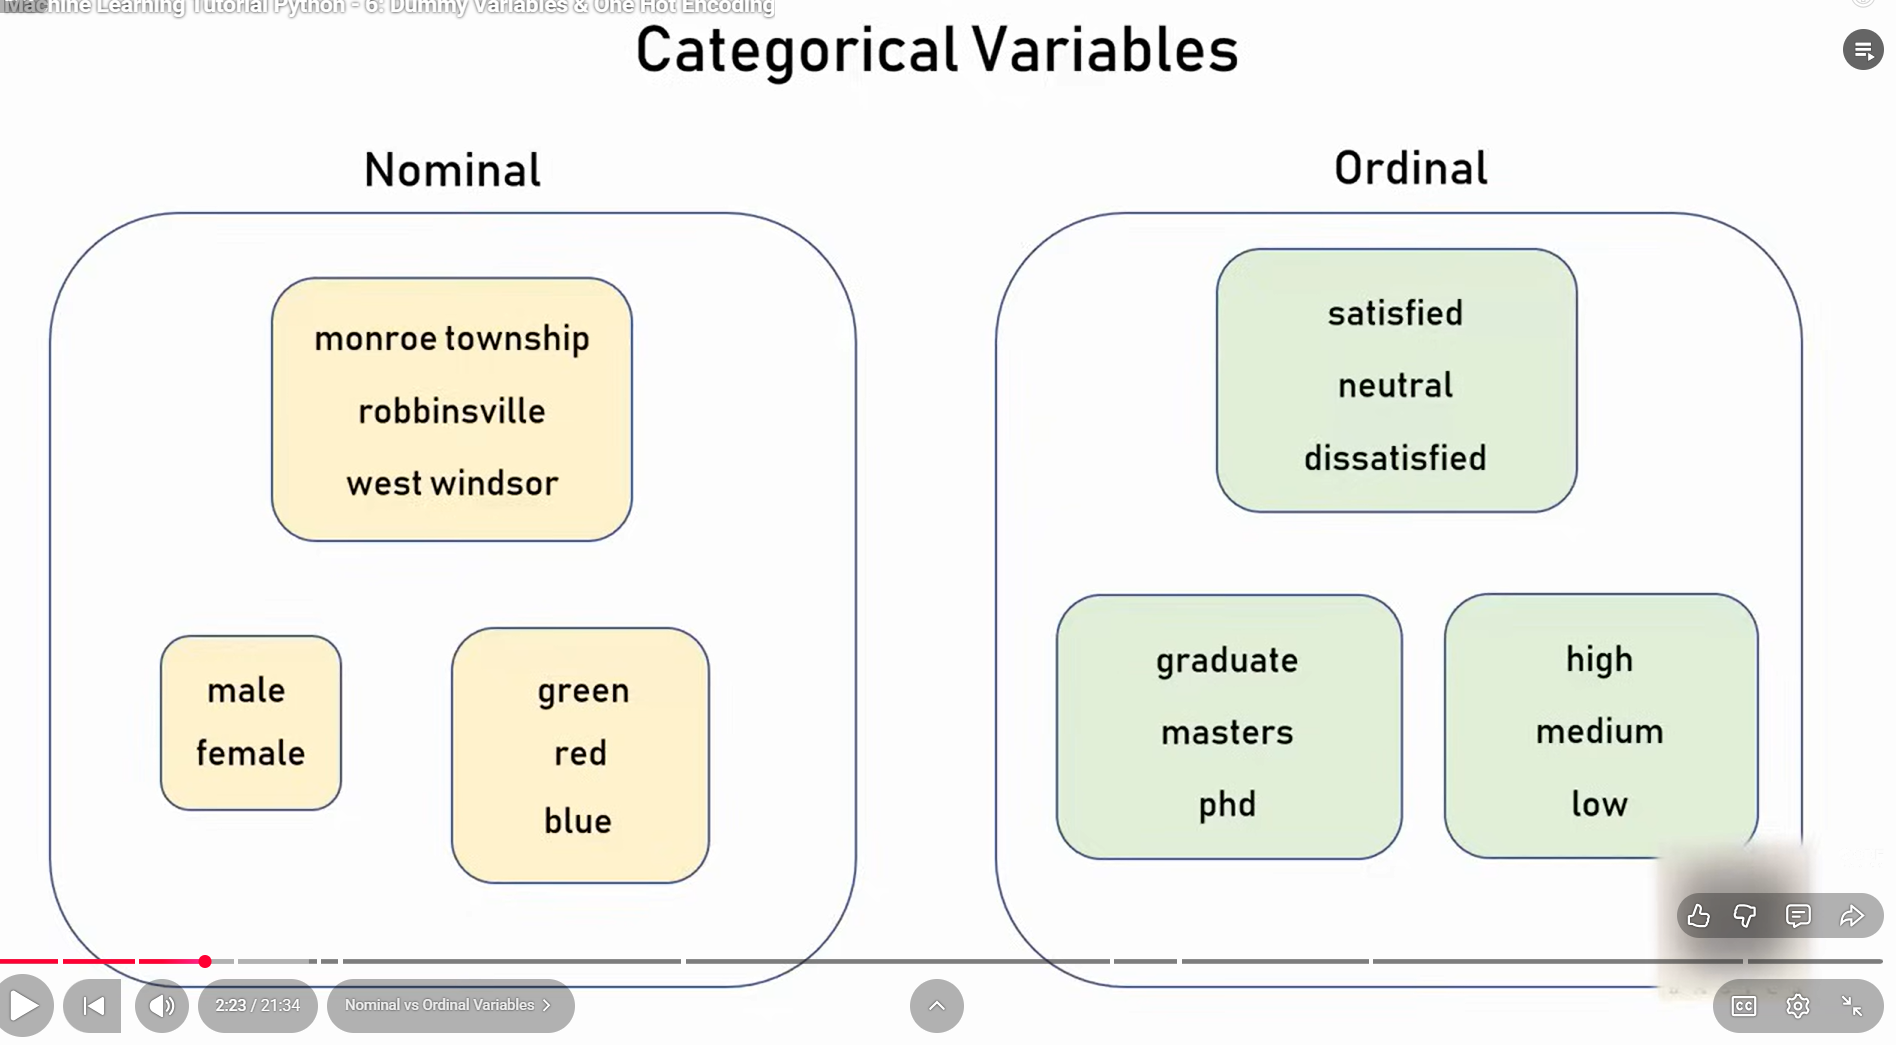 Machine Learning Tutorial Python - 6: Dummy Variables & One Hot Encoding
Categorical Variables
Nominal
monroe township
robbinsville
west windsor
male
female
green
red
blue
Ordinal
satisfied
neutral
dissatisfied
graduate
masters
phd
high
medium
low
2:23 / 21:34
Nominal vs Ordinal Variables
CC